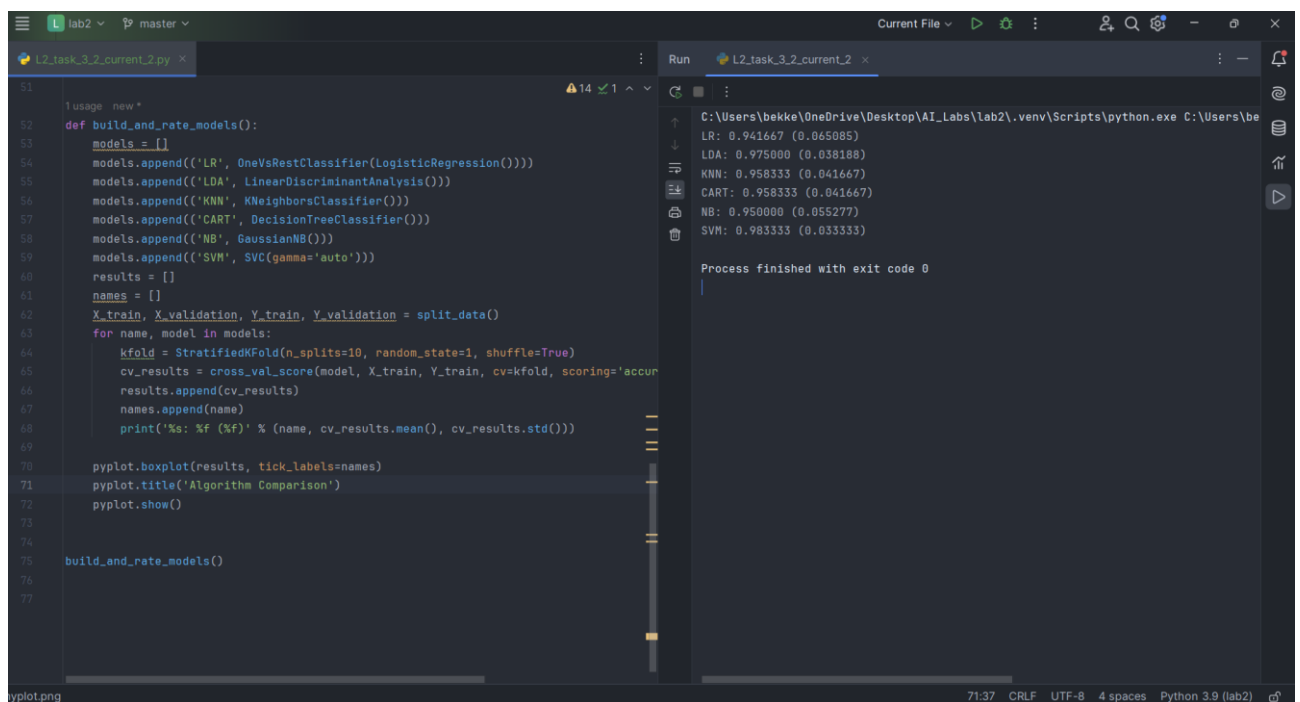 L lab2 master Current File
L2_task_3_2_current_2.py
Run L2_task_3_2_current_2
14 1
51
1 usage new *
52 def build_and_rate_models():
53 models = []
54 models.append(('LR', OneVsRestClassifier(LogisticRegression())))
55 models.append(('LDA', LinearDiscriminantAnalysis()))
56 models.append(('KNN', KNeighborsClassifier()))
57 models.append(('CART', DecisionTreeClassifier()))
58 models.append(('NB', GaussianNB()))
59 models.append(('SVM', SVC(gamma='auto')))
60 results = []
61 names = []
62 X_train, X_validation, Y_train, Y_validation = split_data()
63 for name, model in models:
64 kfold = StratifiedKFold(n_splits=10, random_state=1, shuffle=True)
65 cv_results = cross_val_score(model, X_train, Y_train, cv=kfold, scoring='accur
66 results.append(cv_results)
67 names.append(name)
68 print('%s: %f (%f)' % (name, cv_results.mean(), cv_results.std()))
69
70 pyplot.boxplot(results, tick_labels=names)
71 pyplot.title('Algorithm Comparison')
72 pyplot.show()
73
74
75 build_and_rate_models()
76
77
C:\Users\bekke\OneDrive\Desktop\AI_Labs\lab2\.venv\Scripts\python.exe C:\Users\be
LR: 0.941667 (0.065085)
LDA: 0.975000 (0.038188)
KNN: 0.958333 (0.041667)
CART: 0.958333 (0.041667)
NB: 0.950000 (0.055277)
SVM: 0.983333 (0.033333)
Process finished with exit code 0
yplot.png 71:37 CRLF UTF-8 4 spaces Python 3.9 (lab2)